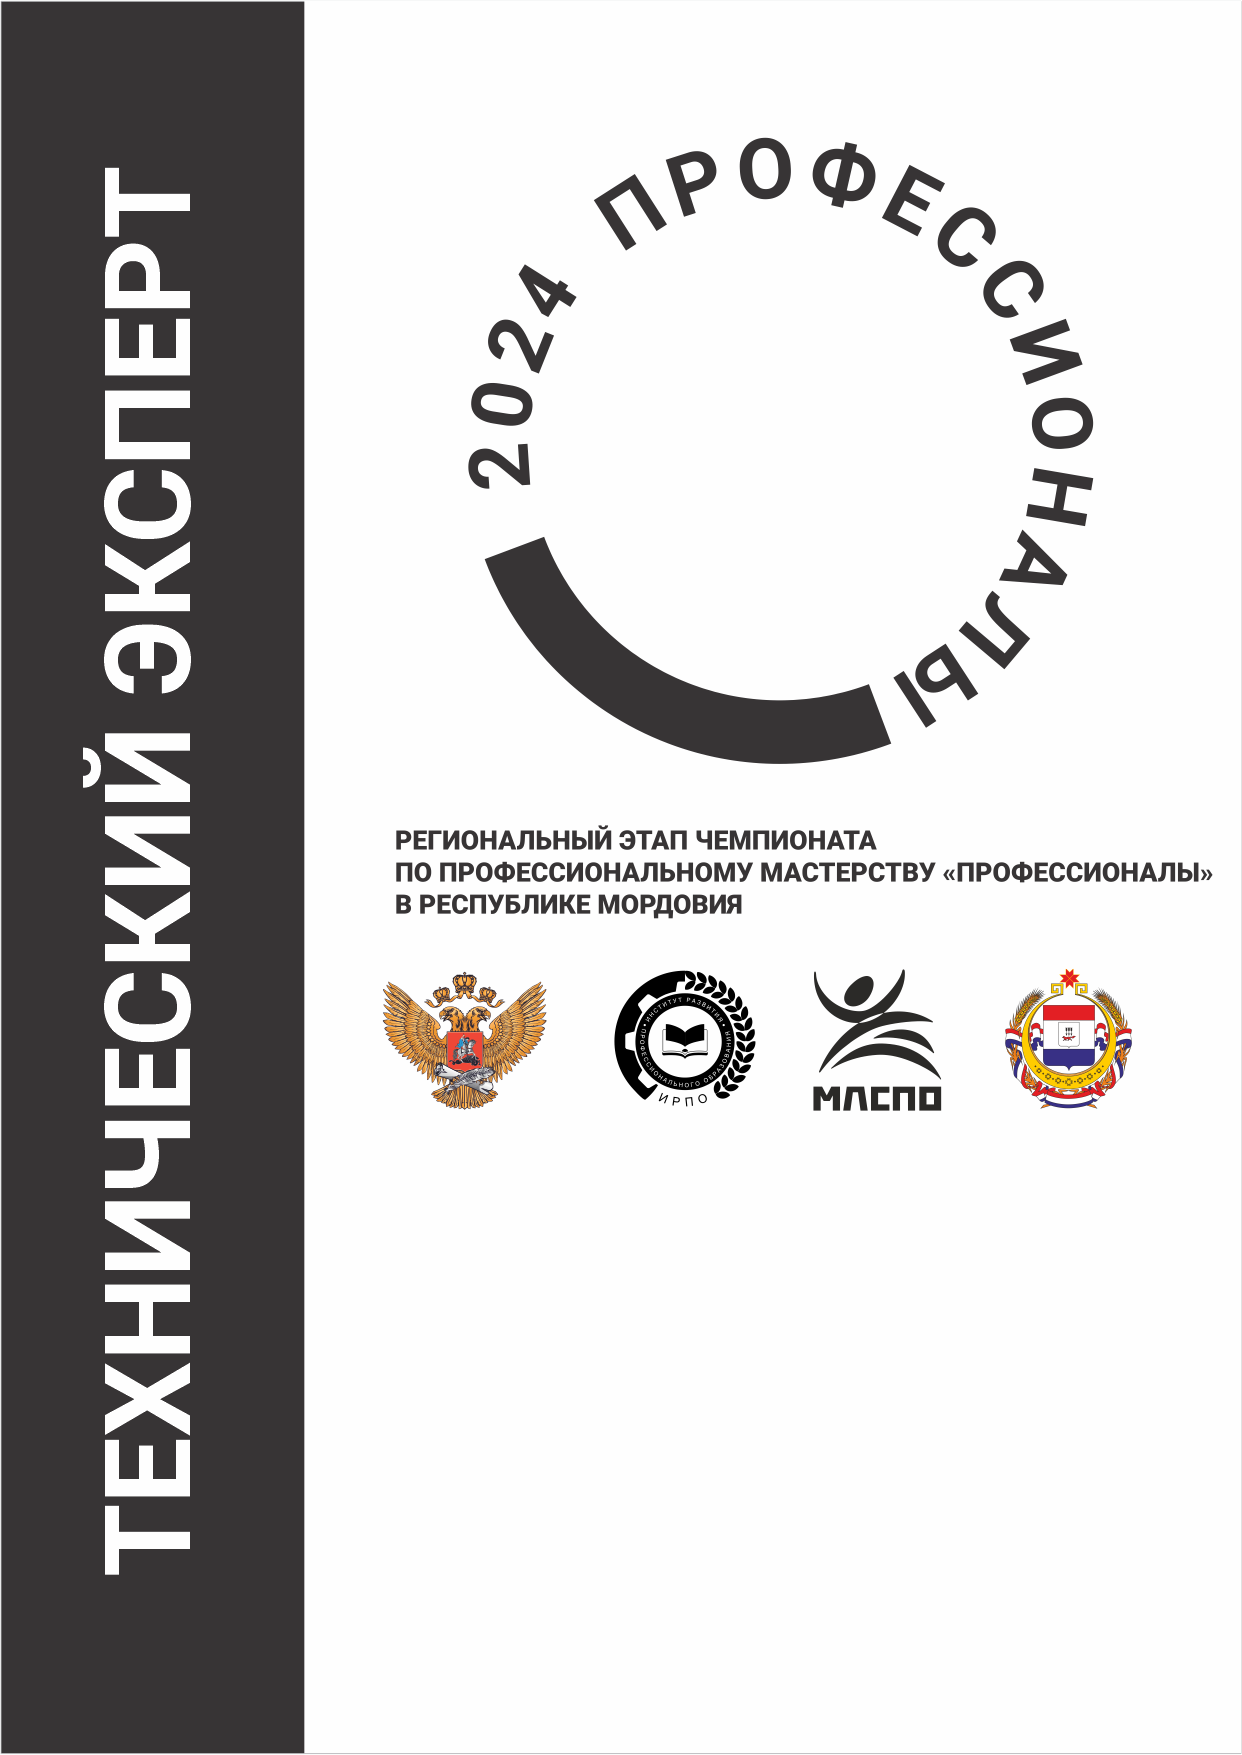 ТЕХНИЧЕСКИЙ ЭКСПЕРТ
2024 ПРОФЕССИОНАЛЫ
РЕГИОНАЛЬНЫЙ ЭТАП ЧЕМПИОНАТА
ПО ПРОФЕССИОНАЛЬНОМУ МАСТЕРСТВУ «ПРОФЕССИОНАЛЫ»
В РЕСПУБЛИКЕ МОРДОВИЯ
• ИНСТИТУТ РАЗВИТИЯ •
ПРОФЕССИОНАЛЬНОГО ОБРАЗОВАНИЯ
ИРПО
МЛСПО